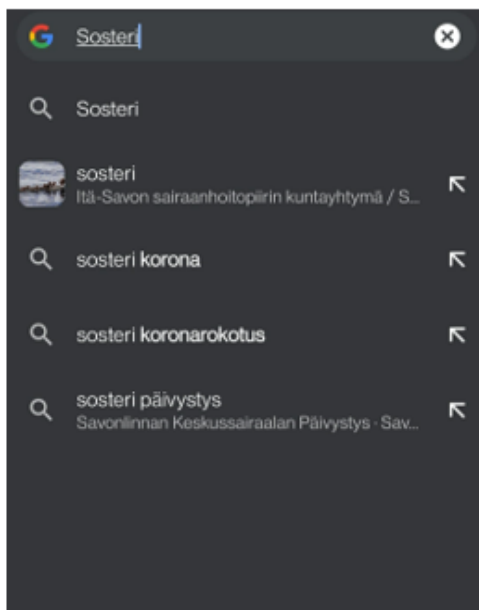 Sosteri
Sosteri
sosteri
Itä-Savon sairaanhoitopiirin kuntayhtymä / S...
sosteri korona
sosteri koronarokotus
sosteri päivystys
Savonlinnan Keskussairaalan Päivystys · Sav...